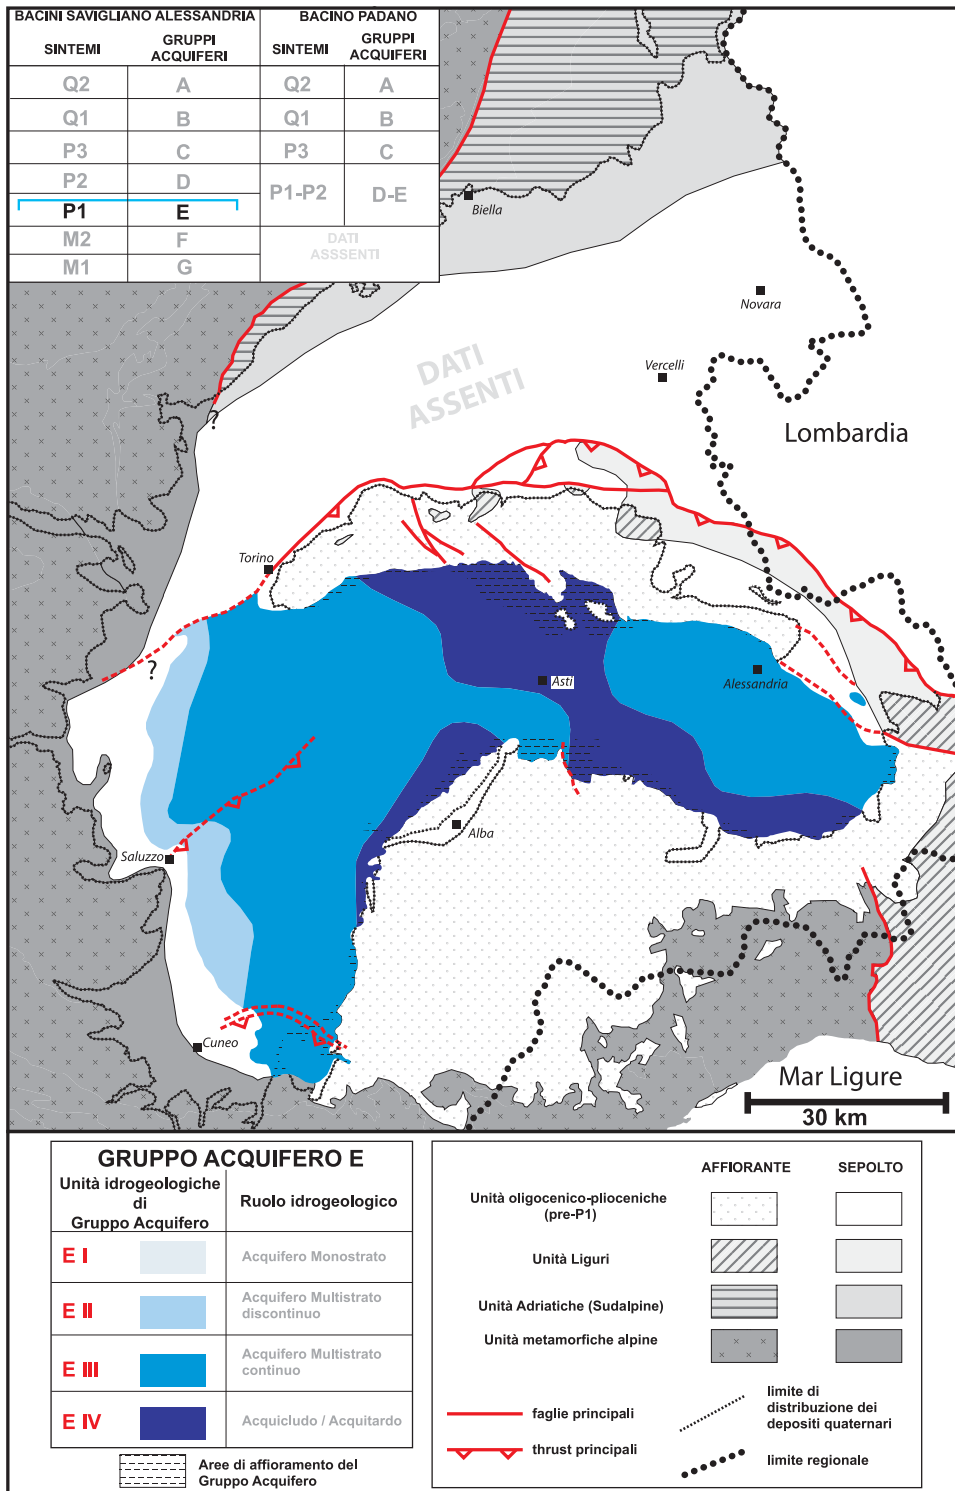 BACINI SAVIGLIANO ALESSANDRIA
BACINO PADANO
SINTEMI
GRUPPI
ACQUIFERI
SINTEMI
GRUPPI
ACQUIFERI
Q2 A Q2 A
Q1 B Q1 B
P3 C P3 C
P2 D
P1-P2 D-E
P1 E
M2 F
M1 G
DATI
ASSSENTI
Biella
Novara
Vercelli
DATI
ASSENTI
Lombardia
?
Torino
?
Asti
Alessandria
Alba
Saluzzo
Cuneo
Mar Ligure
30 km
GRUPPO ACQUIFERO E
Unità idrogeologiche
di
Gruppo Acquifero
Ruolo idrogeologico
E I
Acquifero Monostrato
E II
Acquifero Multistrato
discontinuo
E III
Acquifero Multistrato
continuo
E IV
Acquicludo / Acquitardo
Aree di affioramento del
Gruppo Acquifero
AFFIORANTE
SEPOLTO
Unità oligocenico-plioceniche
(pre-P1)
Unità Liguri
Unità Adriatiche (Sudalpine)
Unità metamorfiche alpine
faglie principali
thrust principali
limite di
distribuzione dei
depositi quaternari
limite regionale